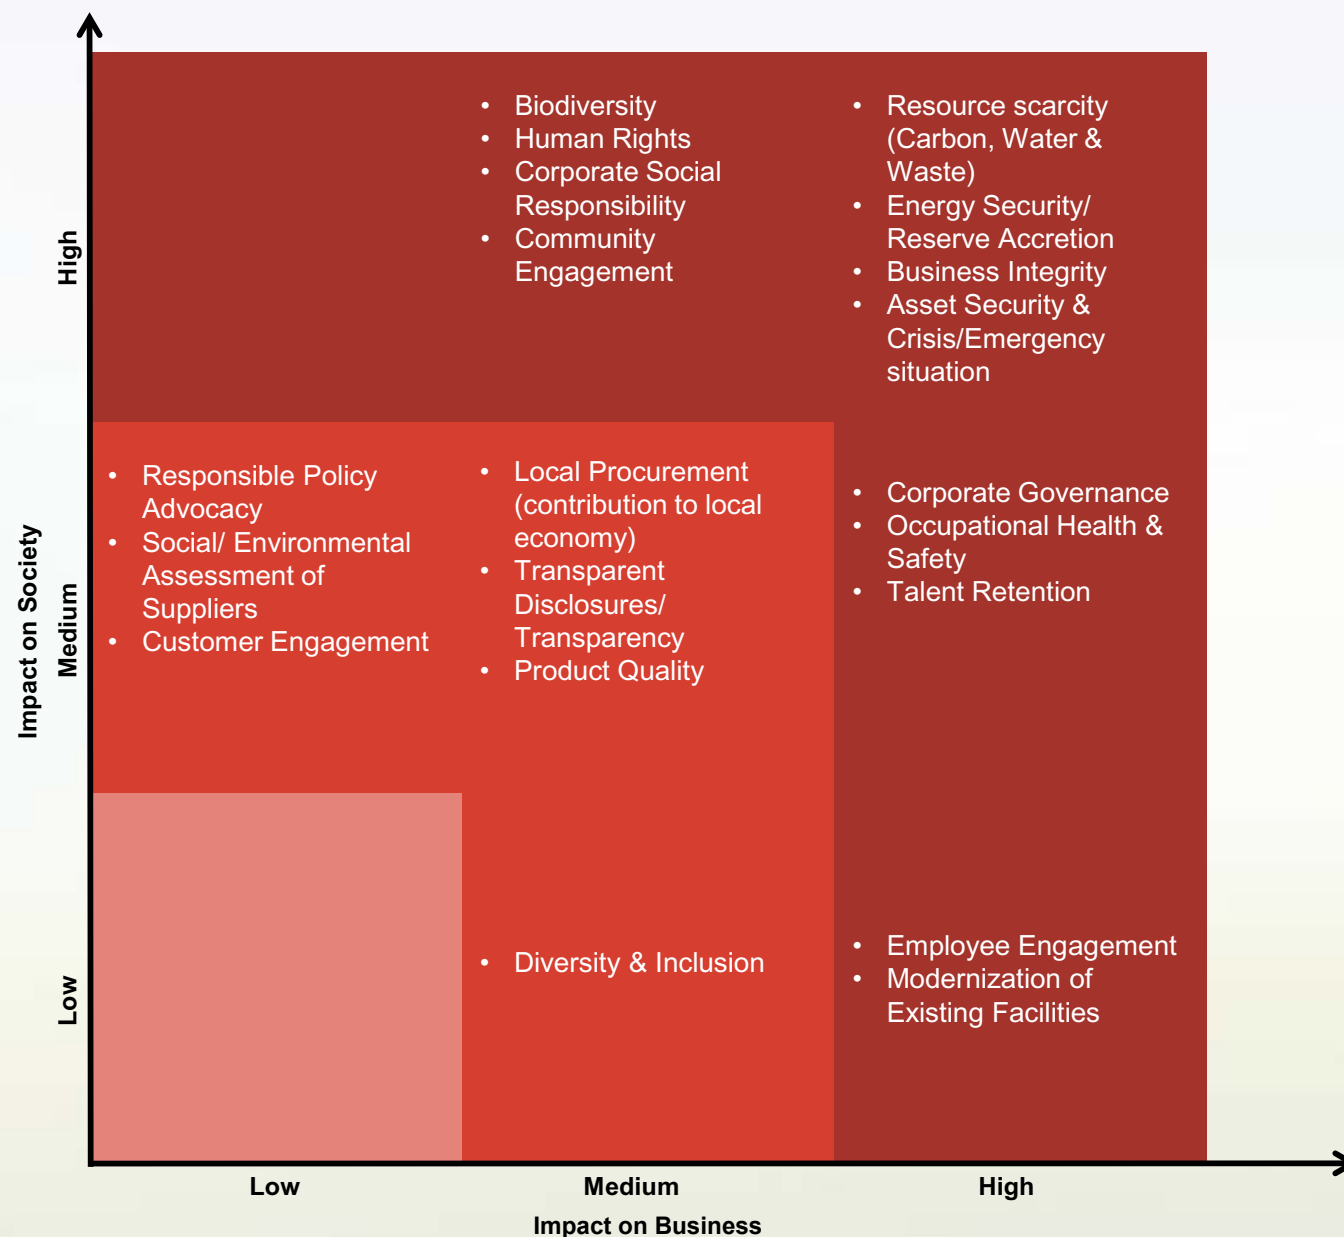 • Biodiversity
• Human Rights
• Corporate Social
Responsibility
• Community
Engagement
• Resource scarcity
(Carbon, Water &
Waste)
• Energy Security/
Reserve Accretion
• Business Integrity
• Asset Security &
Crisis/Emergency
situation
High
• Responsible Policy
Advocacy
• Social/ Environmental
Assessment of
Suppliers
• Customer Engagement
• Local Procurement
(contribution to local
economy)
• Transparent
Disclosures/
Transparency
• Product Quality
• Corporate Governance
• Occupational Health &
Safety
• Talent Retention
Impact on Society
Medium
• Diversity & Inclusion
• Employee Engagement
• Modernization of
Existing Facilities
Low
Low
Medium
High
Impact on Business